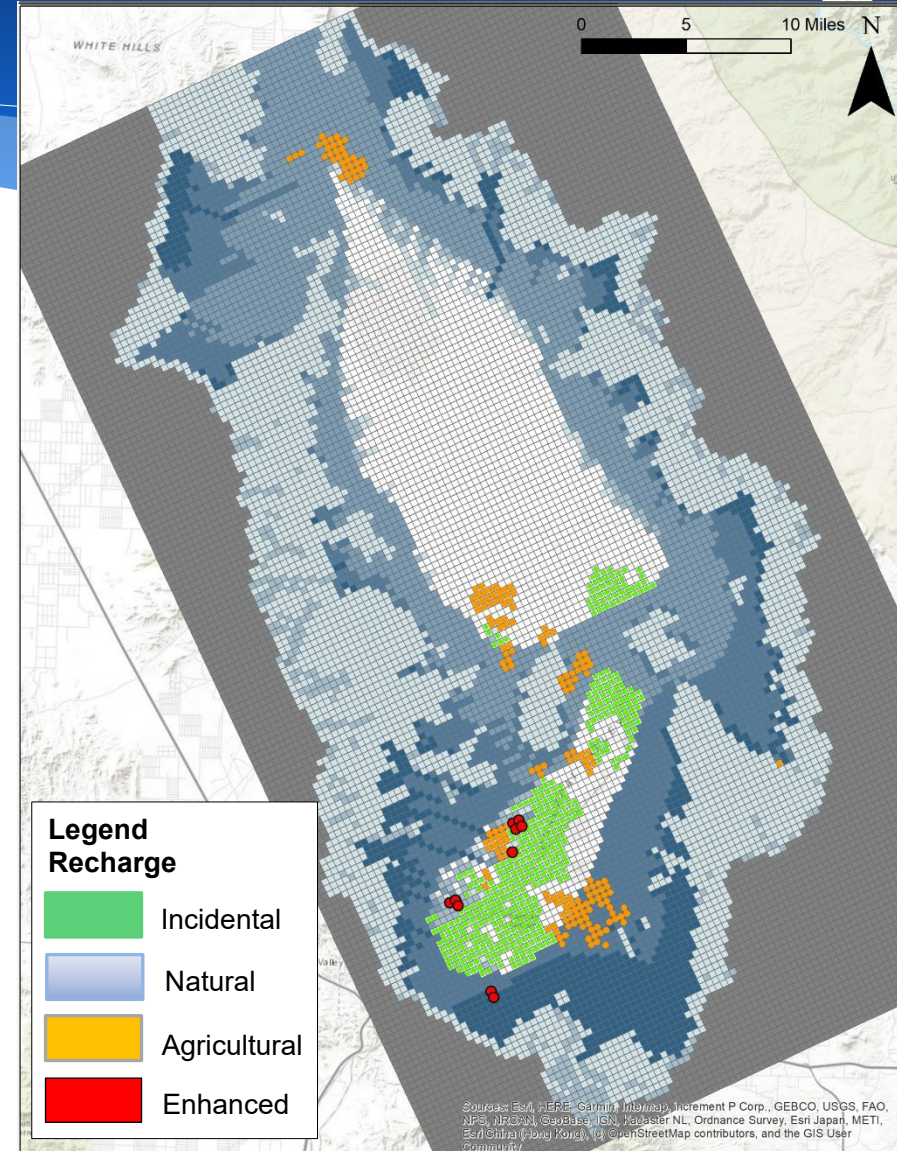 WHITE HILLS
0 5 10 Miles N
Legend
Recharge
Incidental
Natural
Agricultural
Enhanced
Valley
Sources: Esri, HERE, Garmin, Intermap, increment P Corp., GEBCO, USGS, FAO,
NPS, NRCAN, GeoBase, IGN, Kadaster NL, Ordnance Survey, Esri Japan, METI,
Esri China (Hong Kong), (c) OpenStreetMap contributors, and the GIS User
Community